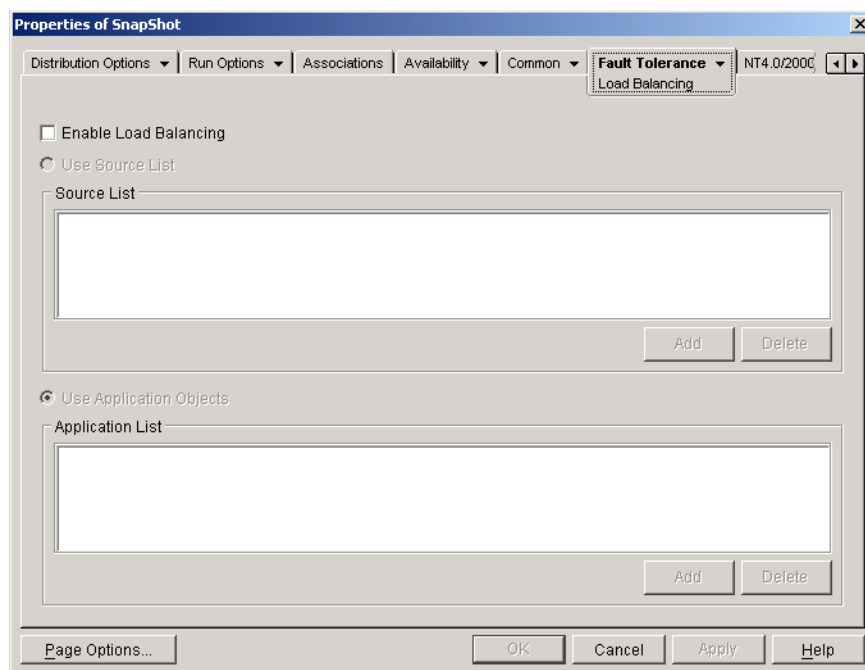 Properties of SnapShot
Distribution Options Run Options Associations Availability Common Fault Tolerance NT4.0/2000
Load Balancing
Enable Load Balancing
Use Source List
Source List
Add Delete
Use Application Objects
Application List
Add Delete
Page Options... OK Cancel Apply Help